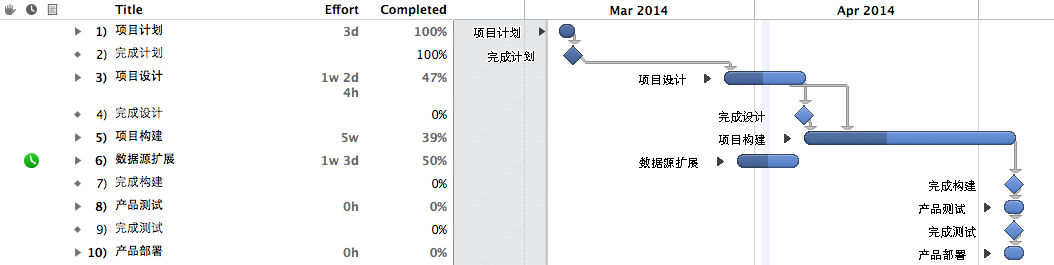 Title Effort Completed Mar 2014 Apr 2014
1) 项目计划 3d 100% 项目计划
2) 完成计划 100% 完成计划
3) 项目设计 1w 2d 47% 项目设计
4h
4) 完成设计 0% 完成设计
5) 项目构建 5w 39% 项目构建
6) 数据源扩展 1w 3d 50% 数据源扩展
7) 完成构建 0% 完成构建
8) 产品测试 0h 0% 产品测试
9) 完成测试 0% 完成测试
10) 产品部署 0h 0% 产品部署